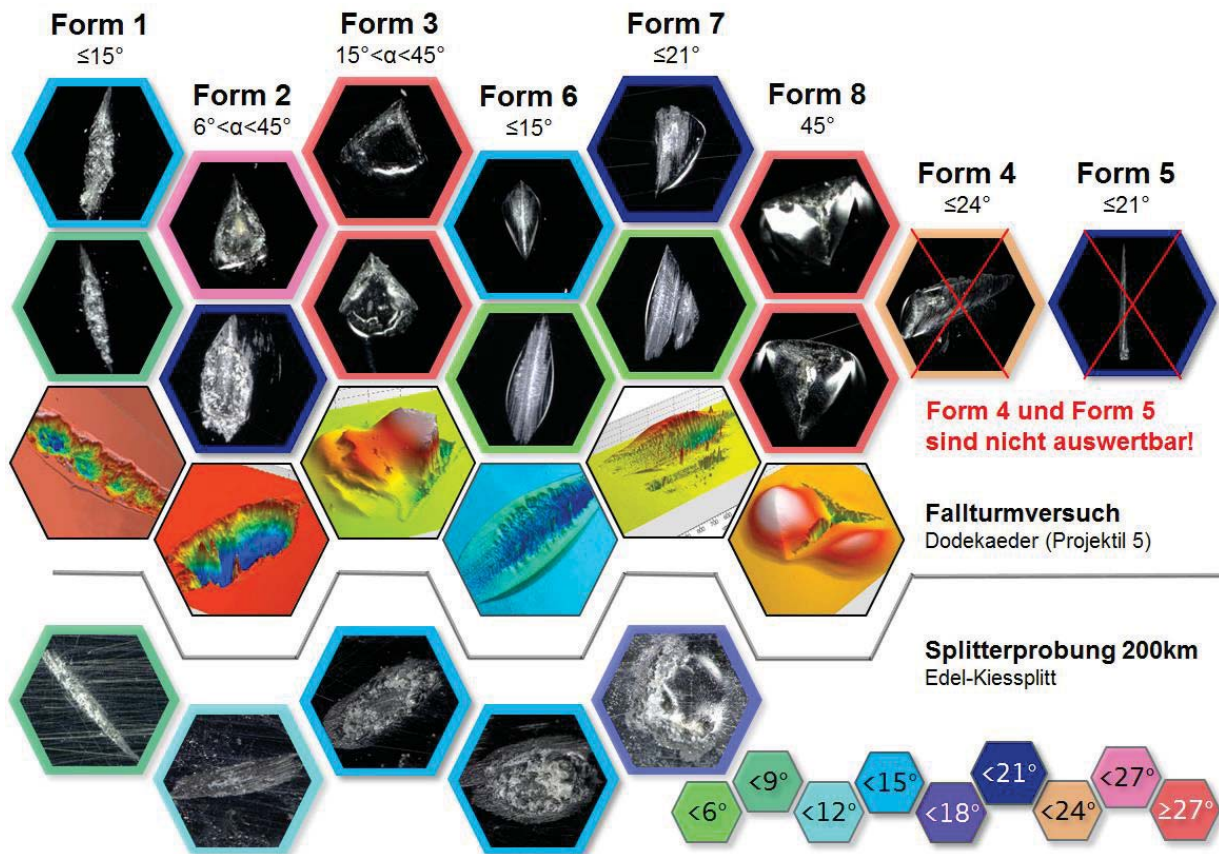 Form 1
≤15°
Form 2
6°<α<45°
Form 3
15°<α<45°
Form 6
≤15°
Form 7
≤21°
Form 8
45°
Form 4
≤24°
Form 5
≤21°
Form 4 und Form 5
sind nicht auswertbar!
Fallturmversuch
Dodekaeder (Projektil 5)
Splitterprobung 200km
Edel-Kiessplitt
<6°
<9°
<12°
<15°
<18°
<21°
<24°
<27°
≥27°